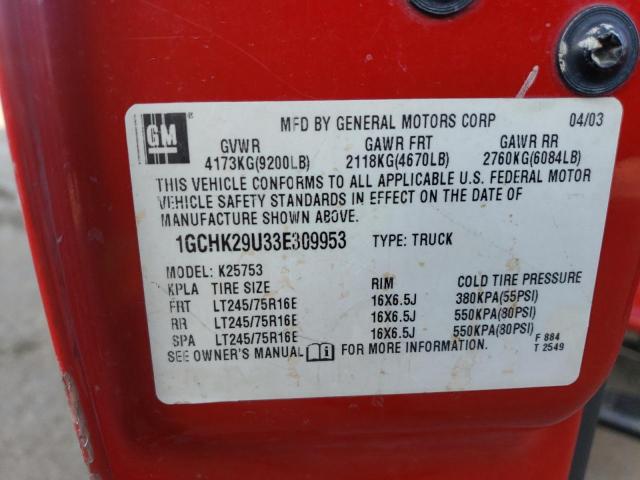 GM MFD BY GENERAL MOTORS CORP 04/03
GVWR GAWR FRT GAWR RR
4173KG(9200LB) 2118KG(4670LB) 2760KG(6084LB)
THIS VEHICLE CONFORMS TO ALL APPLICABLE U.S. FEDERAL MOTOR
VEHICLE SAFETY STANDARDS IN EFFECT ON THE DATE OF
MANUFACTURE SHOWN ABOVE.
1GCHK29U33E309953 TYPE: TRUCK
MODEL: K25753
KPLA TIRE SIZE RIM COLD TIRE PRESSURE
FRT LT245/75R16E 16X6.5J 380KPA(55PSI)
RR LT245/75R16E 16X6.5J 550KPA(80PSI)
SPA LT245/75R16E 16X6.5J 550KPA(80PSI)
F 884
SEE OWNER'S MANUAL i FOR MORE INFORMATION. T 2549